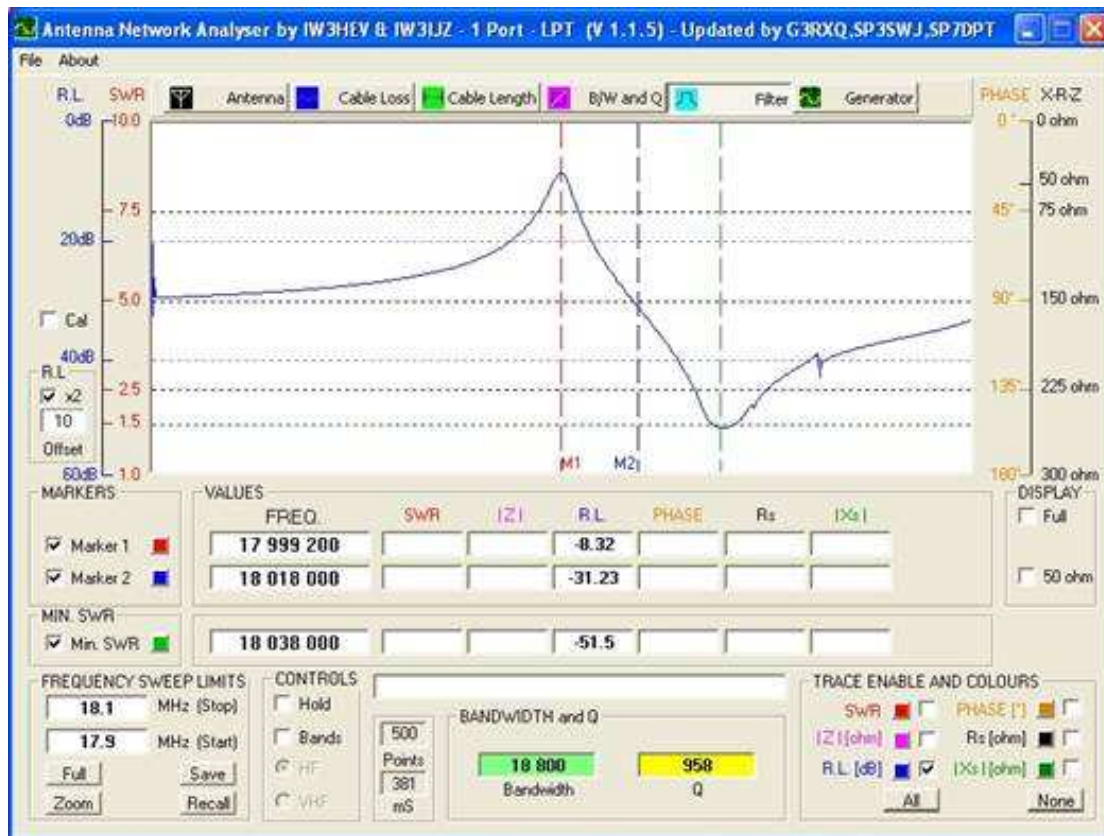 Antenna Network Analyser by IW3HEV & IW3IJZ - 1 Port - LPT (V 1.1.5) - Updated by G3RXQ,SP3SWJ,SP7DPT
File About
R.L. SWR Antenna Cable Loss Cable Length B/W and Q Filter Generator PHASE X-R-Z
0dB 10.0 0 ° 0 ohm
50 ohm
7.5 45° 75 ohm
20dB
5.0 90° 150 ohm
Cal
40dB
R.L
2.5 135° 225 ohm
x2
10 1.5
Offset
M1 M2
60dB 1.0 180° 300 ohm
MARKERS VALUES DISPLAY
FREQ. SWR |Z| R.L PHASE Rs |Xs| Full
Marker 1 17 999 200 -8.32
Marker 2 18 018 000 -31.23 50 ohm
MIN. SWR
Min. SWR 18 038 000 -51.5
FREQUENCY SWEEP LIMITS CONTROLS TRACE ENABLE AND COLOURS
18.1 MHz (Stop) Hold SWR PHASE [°]
17.9 MHz (Start) Bands 500 BANDWIDTH and Q |Z| [ohm] Rs [ohm]
Full Save HF Points 18 800 958 R.L. [dB] |Xs| [ohm]
Zoom Recall VHF 381 Bandwidth Q All None
mS